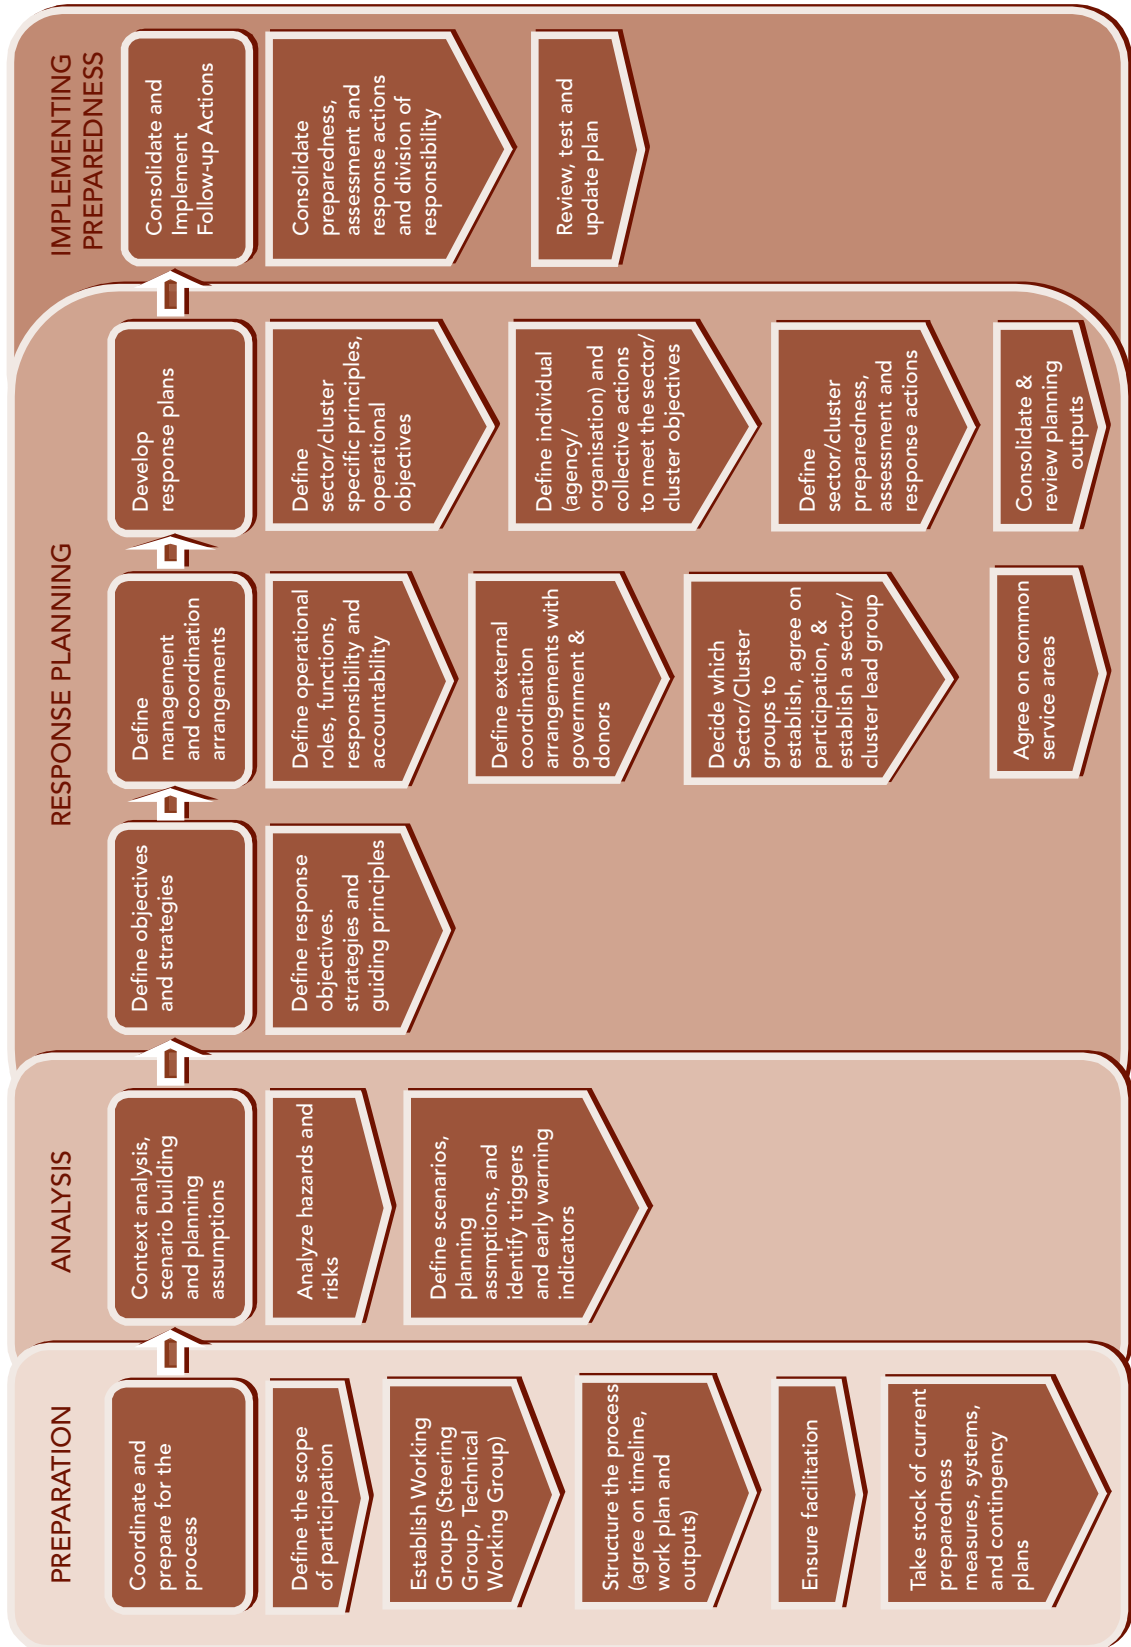 PREPARATION
Coordinate and
prepare for the
process
Define the scope
of participation
Establish Working
Groups (Steering
Group, Technical
Working Group)
Structure the process
(agree on timeline,
work plan and
outputs)
Ensure facilitation
Take stock of current
preparedness
measures, systems,
and contingency
plans
ANALYSIS
Context analysis,
scenario building
and planning
assumptions
Analyze hazards and
risks
Define scenarios,
planning
assmptions, and
identify triggers
and early warning
indicators
RESPONSE PLANNING
Define objectives
and strategies
Define response
objectives.
strategies and
guiding principles
Define
management
and coordination
arrangements
Define operational
roles, functions,
responsibility and
accountability
Define external
coordination
arrangements with
government &
donors
Decide which
Sector/Cluster
groups to
establish, agree on
participation, &
establish a sector/
cluster lead group
Agree on common
service areas
Develop
response plans
Define
sector/cluster
specific principles,
operational
objectives
Define individual
(agency/
organisation) and
collective actions
to meet the sector/
cluster objectives
Define
sector/cluster
preparedness,
assessment and
response actions
Consolidate &
review planning
outputs
IMPLEMENTING
PREPAREDNESS
Consolidate and
Implement
Follow-up Actions
Consolidate
preparedness,
assessment and
response actions
and division of
responsibility
Review, test and
update plan